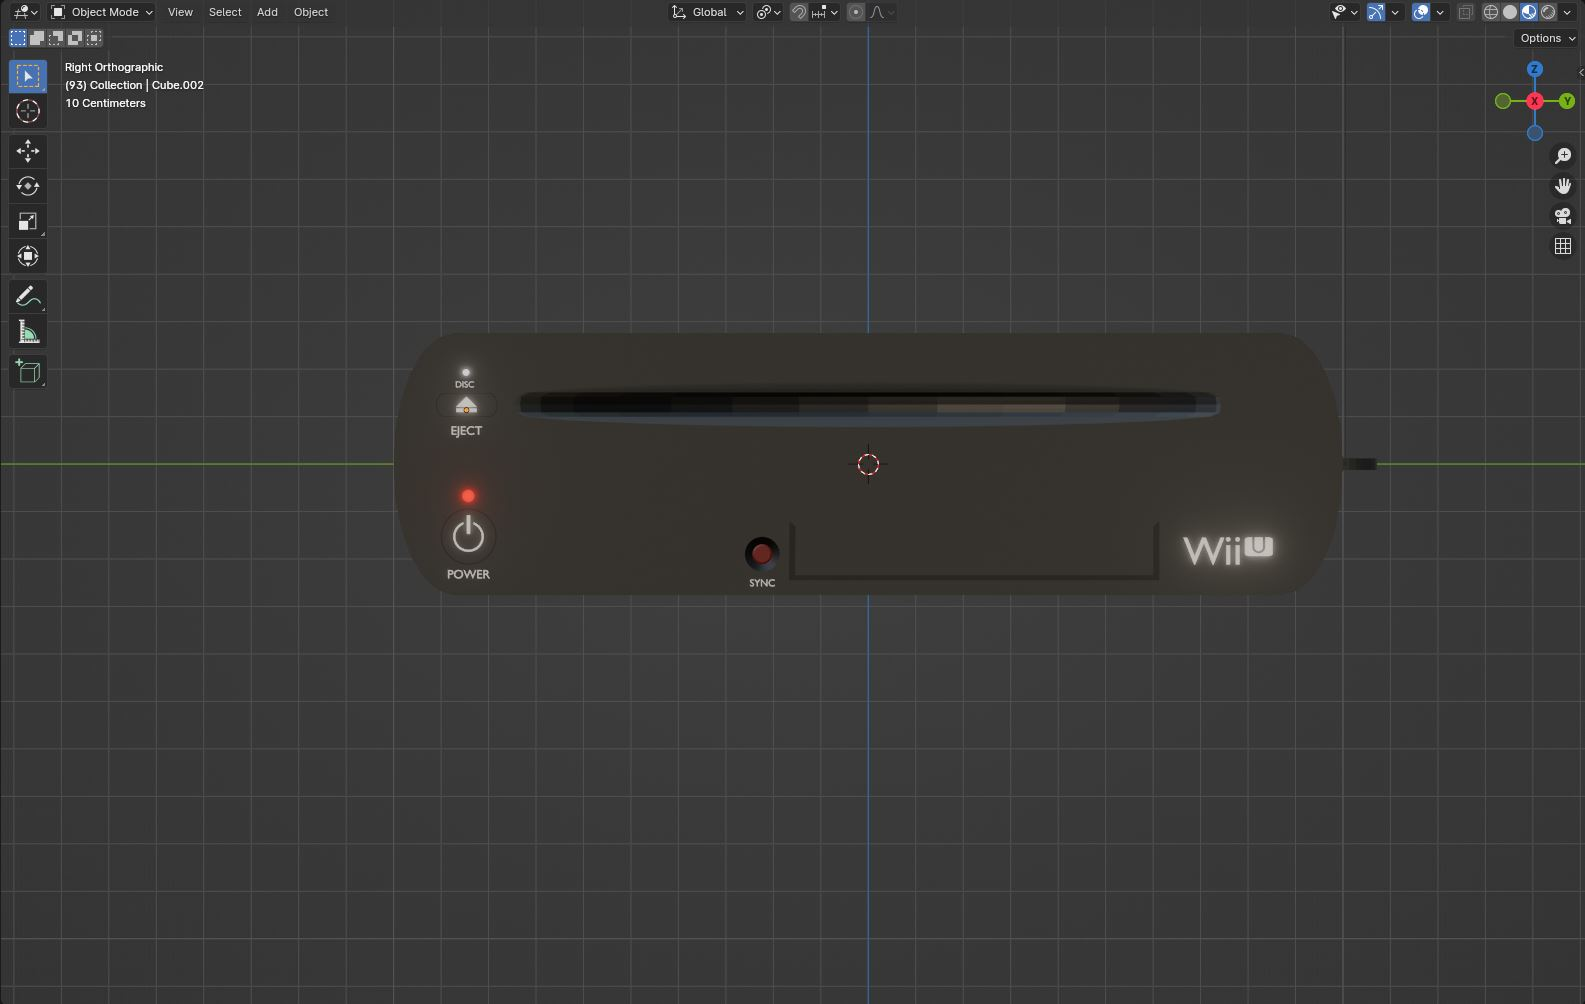 Object Mode View Select Add Object Global
Options
Right Orthographic
(93) Collection | Cube.002
10 Centimeters
Z
X
Y
DISC
EJECT
POWER
SYNC
Wii U